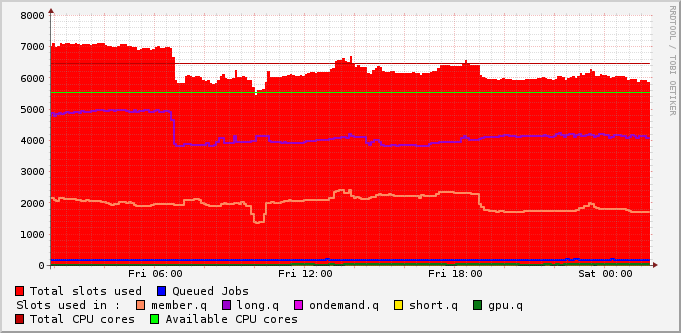 8000
7000
6000
5000
4000
3000
2000
1000
0
Fri 06:00 Fri 12:00 Fri 18:00 Sat 00:00
Total slots used Queued Jobs
Slots used in : member.q long.q ondemand.q short.q gpu.q
Total CPU cores Available CPU cores
RRDTOOL / TOBI OETIKER